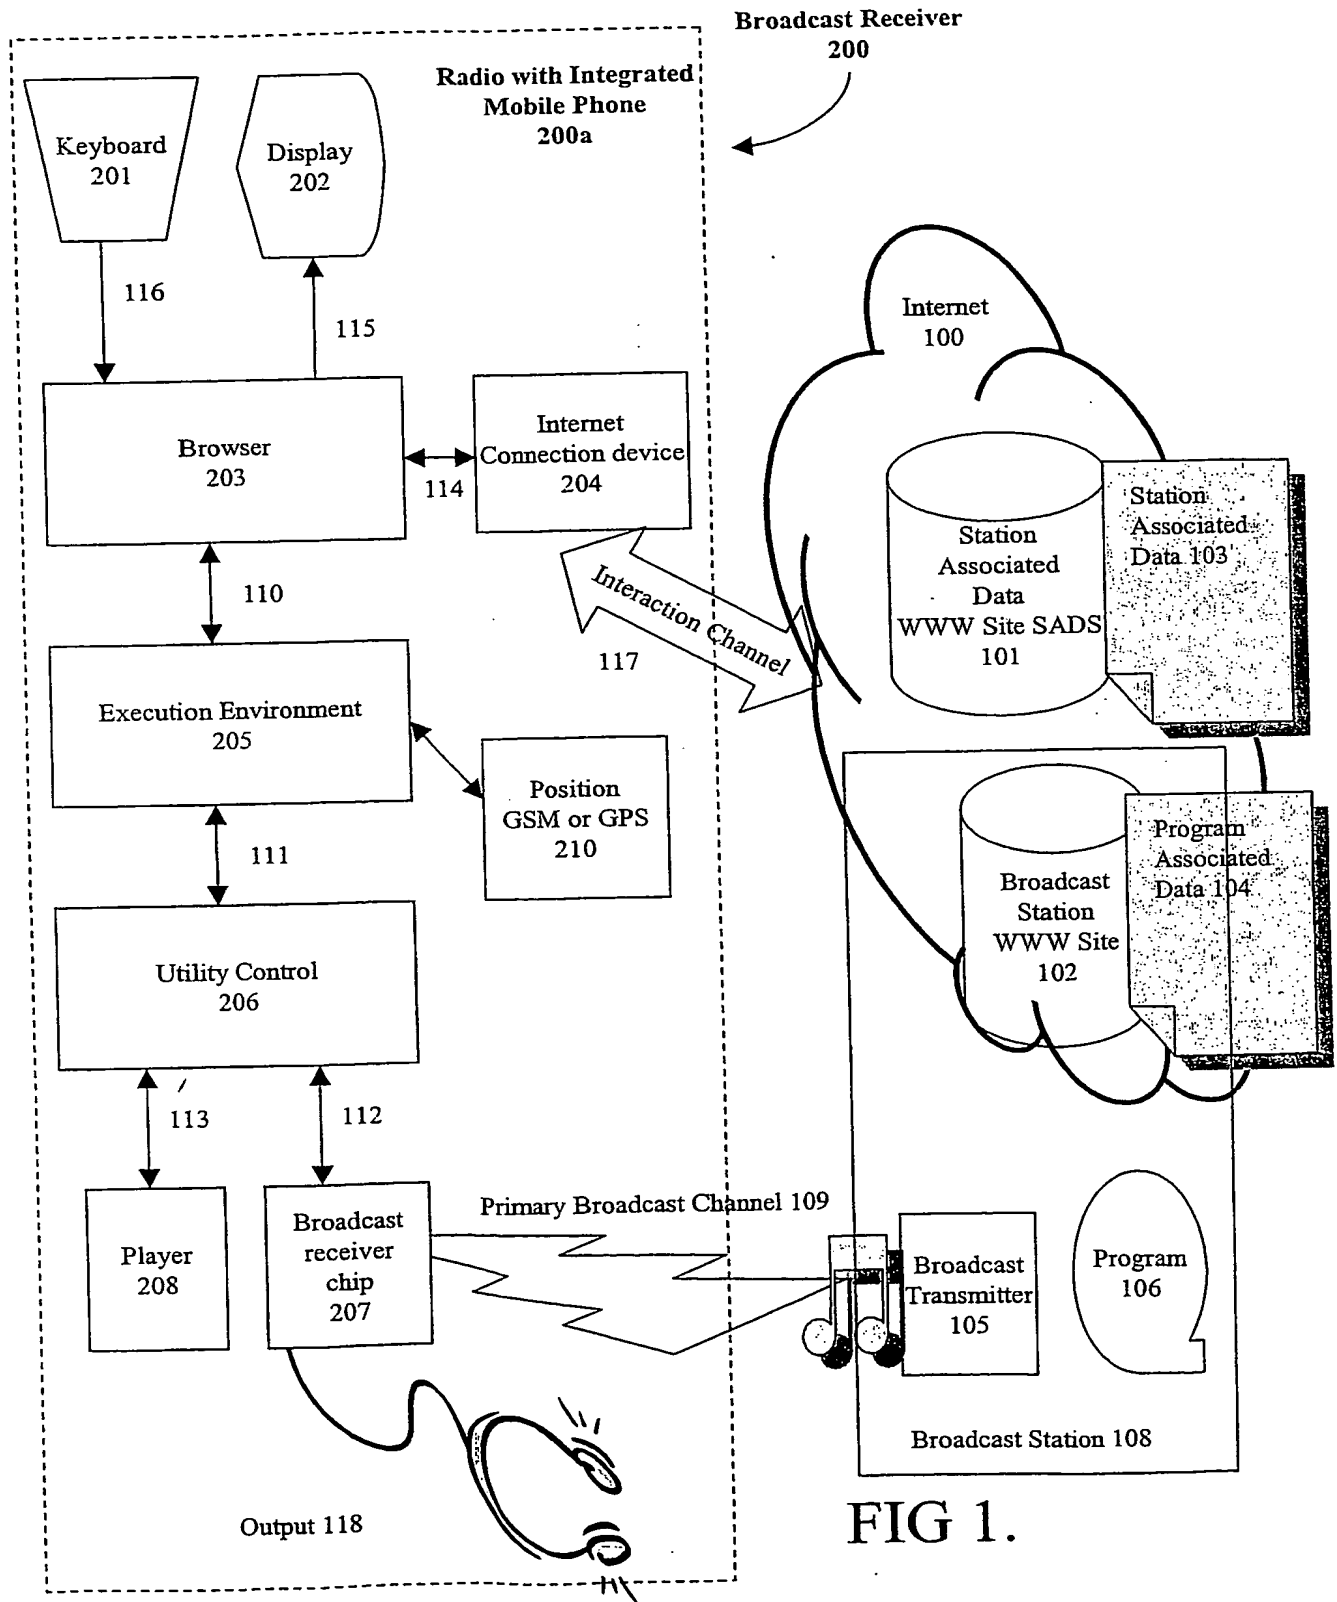 Broadcast Receiver
200
Radio with Integrated
Mobile Phone
200a
Keyboard
201
Display
202
116
115
Internet
100
Browser
203
114
Internet
Connection device
204
Station
Associated
Data
WWW Site SADS
101
Station
Associated
Data 103
110
Interaction Channel
117
Execution Environment
205
Position
GSM or GPS
210
111
Broadcast
Station
WWW Site
102
Program
Associated
Data 104
Utility Control
206
113
112
Player
208
Broadcast
receiver
chip
207
Primary Broadcast Channel 109
Broadcast
Transmitter
105
Program
106
Broadcast Station 108
Output 118
FIG 1.